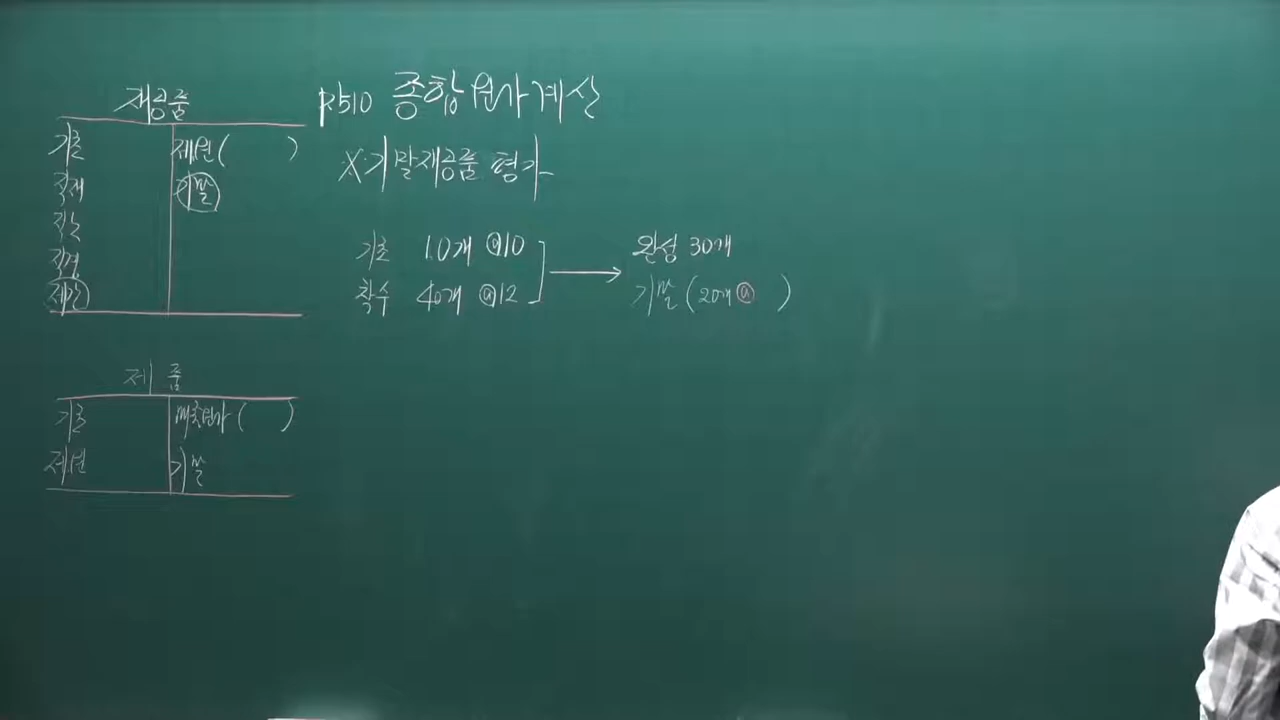 재공품
기초
제원( )
직재
기말
직노
직경
제간
제 품
기초
매출원가 ( )
제원
기말
P.510 종합원가계산
※기말재공품 평가
기초 10개 @10
착수 40개 @12
완성 30개
기말 (20개 @ )